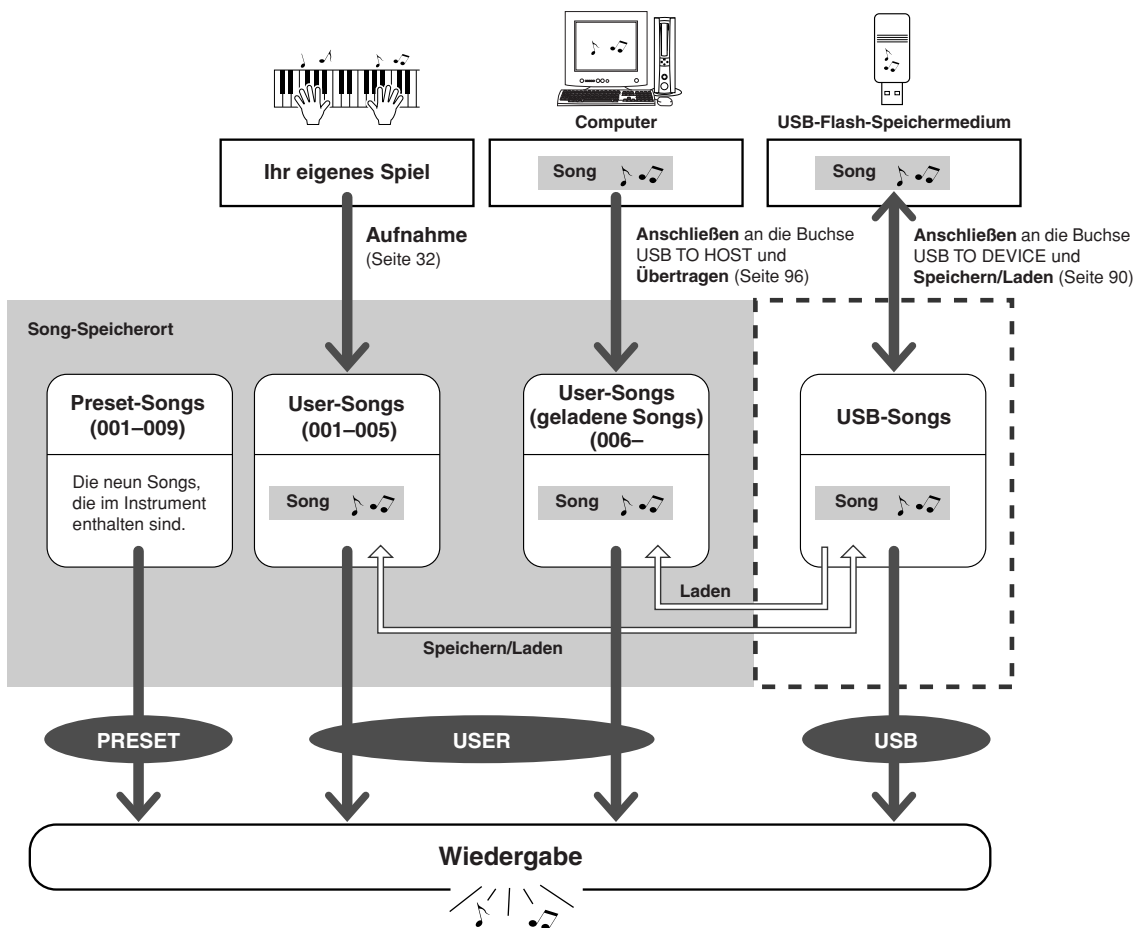 Computer
USB-Flash-Speichermedium
Ihr eigenes Spiel
Song
Song
Aufnahme
(Seite 32)
Anschließen an die Buchse
USB TO HOST und
Übertragen (Seite 96)
Anschließen an die Buchse
USB TO DEVICE und
Speichern/Laden (Seite 90)
Song-Speicherort
Preset-Songs
(001–009)
User-Songs
(001–005)
User-Songs
(geladene Songs)
(006–
USB-Songs
Die neun Songs,
die im Instrument
enthalten sind.
Song
Song
Song
Laden
Speichern/Laden
PRESET
USER
USB
Wiedergabe